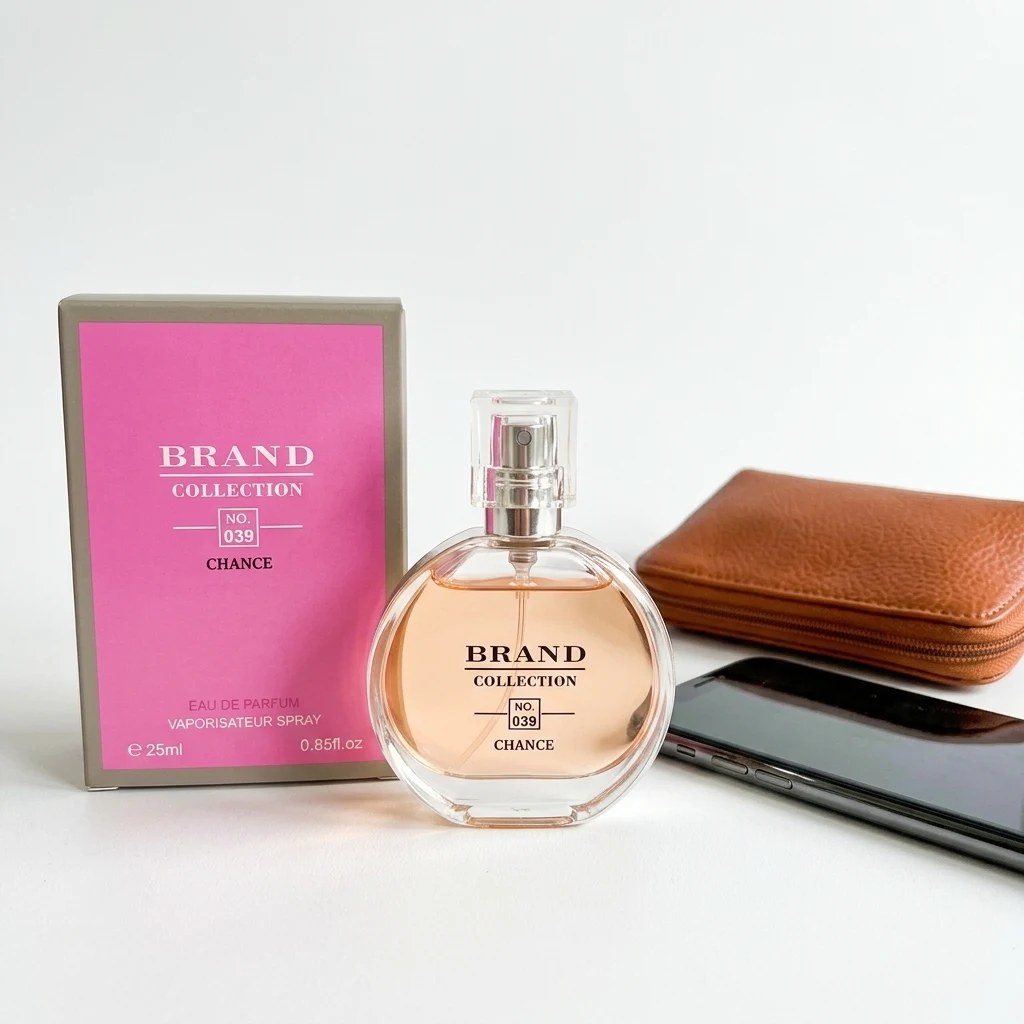 BRAND
COLLECTION
NO.
039
CHANCE
EAU DE PARFUM
VAPORISATEUR SPRAY
℮ 25ml 0.85fl.oz
BRAND
COLLECTION
NO.
039
CHANCE